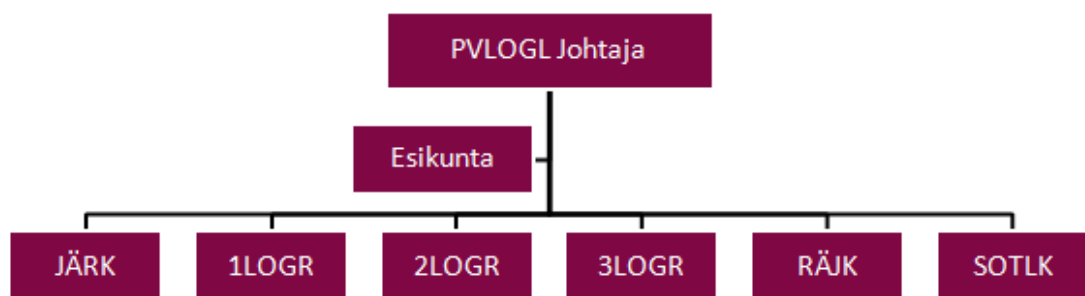 PVLOGL Johtaja
Esikunta
JÄRK
1LOGR
2LOGR
3LOGR
RÄJK
SOTLK